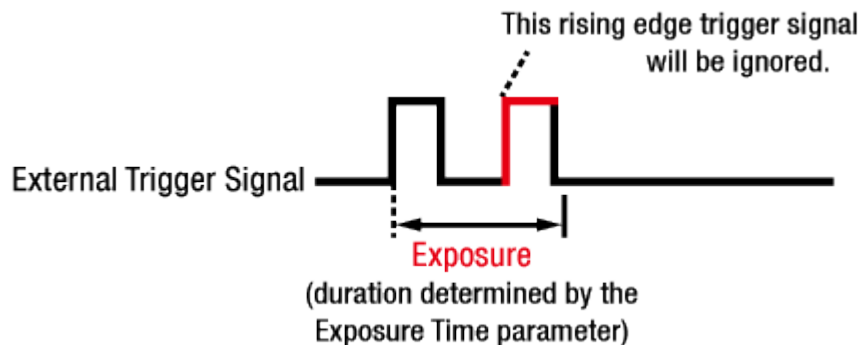 This rising edge trigger signal
will be ignored.
External Trigger Signal
Exposure
(duration determined by the
Exposure Time parameter)